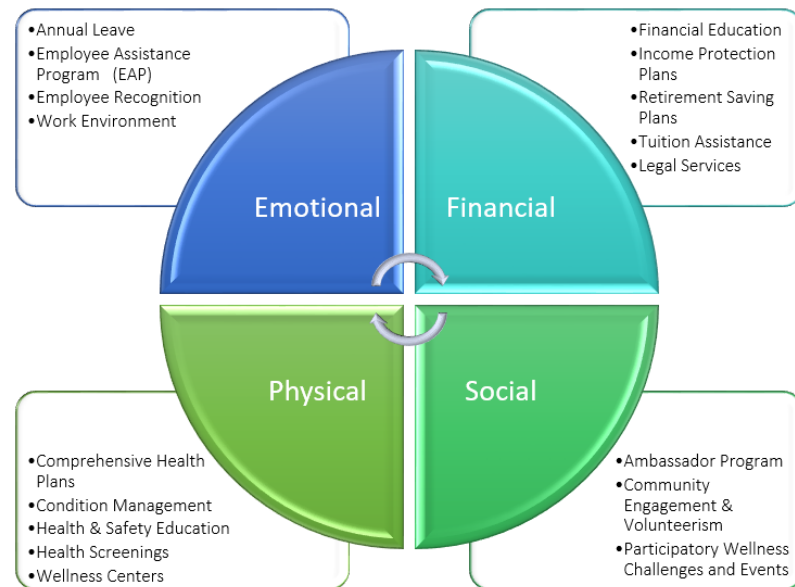 •Annual Leave
•Employee Assistance
Program (EAP)
•Employee Recognition
•Work Environment
•Financial Education
•Income Protection
Plans
•Retirement Saving
Plans
•Tuition Assistance
•Legal Services
Emotional
Financial
Physical
Social
•Comprehensive Health
Plans
•Condition Management
•Health & Safety Education
•Health Screenings
•Wellness Centers
•Ambassador Program
•Community
Engagement &
Volunteerism
•Participatory Wellness
Challenges and Events